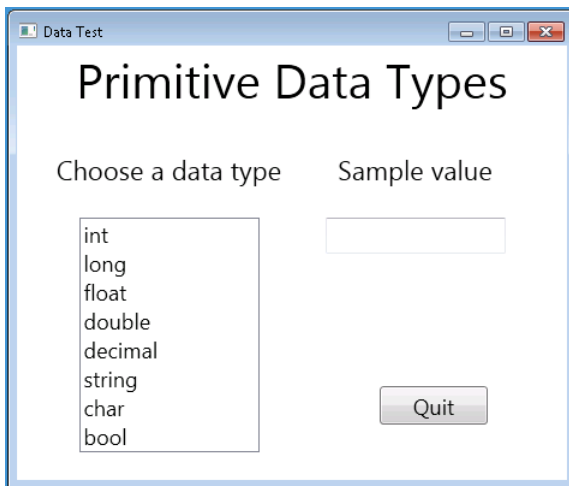 Data Test
Primitive Data Types
Choose a data type
Sample value
int
long
float
double
decimal
string
char
bool
Quit